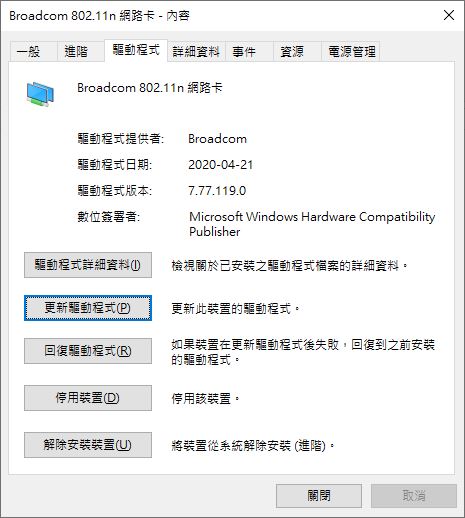 Broadcom 802.11n 網路卡 - 內容
一般 進階 驅動程式 詳細資料 事件 資源 電源管理
Broadcom 802.11n 網路卡
驅動程式提供者: Broadcom
驅動程式日期: 2020-04-21
驅動程式版本: 7.77.119.0
數位簽署者: Microsoft Windows Hardware Compatibility
Publisher
驅動程式詳細資料(I) 檢視關於已安裝之驅動程式檔案的詳細資料。
更新驅動程式(P) 更新此裝置的驅動程式。
回復驅動程式(R) 如果裝置在更新驅動程式後失敗，回復到之前安裝
的驅動程式。
停用裝置(D) 停用該裝置。
解除安裝裝置(U) 將裝置從系統解除安裝 (進階)。
關閉 取消